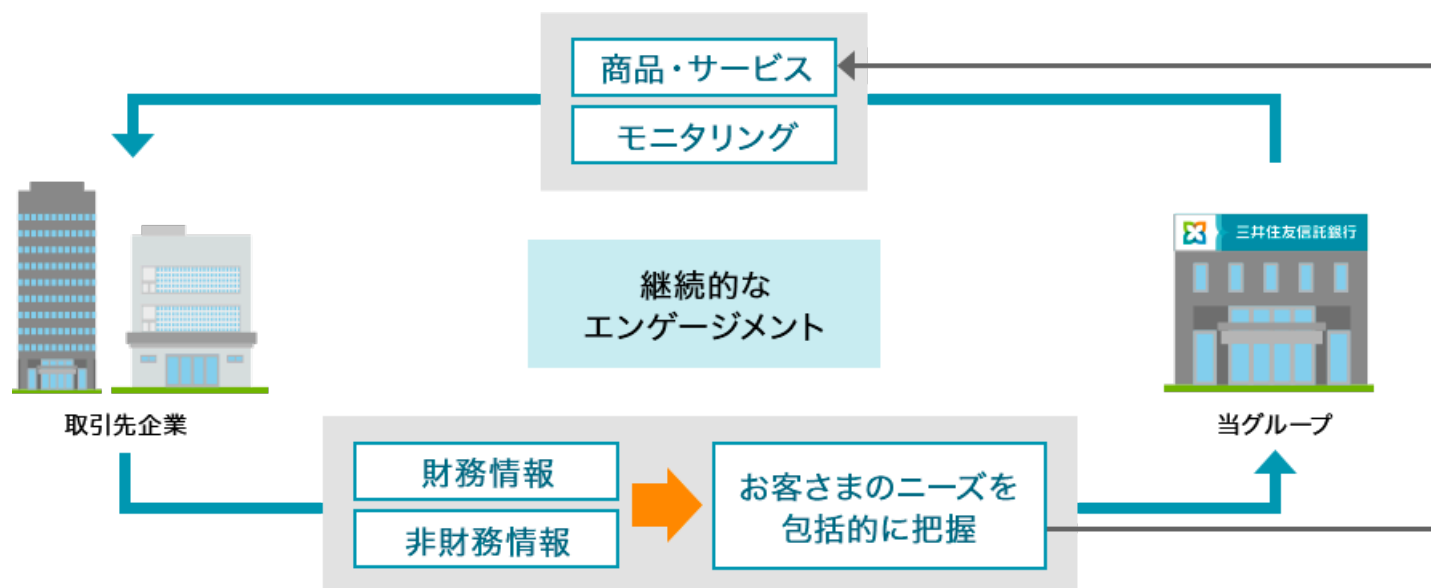 商品・サービス
モニタリング
三井住友信託銀行
継続的な
エンゲージメント
取引先企業
当グループ
財務情報
非財務情報
お客さまのニーズを
包括的に把握